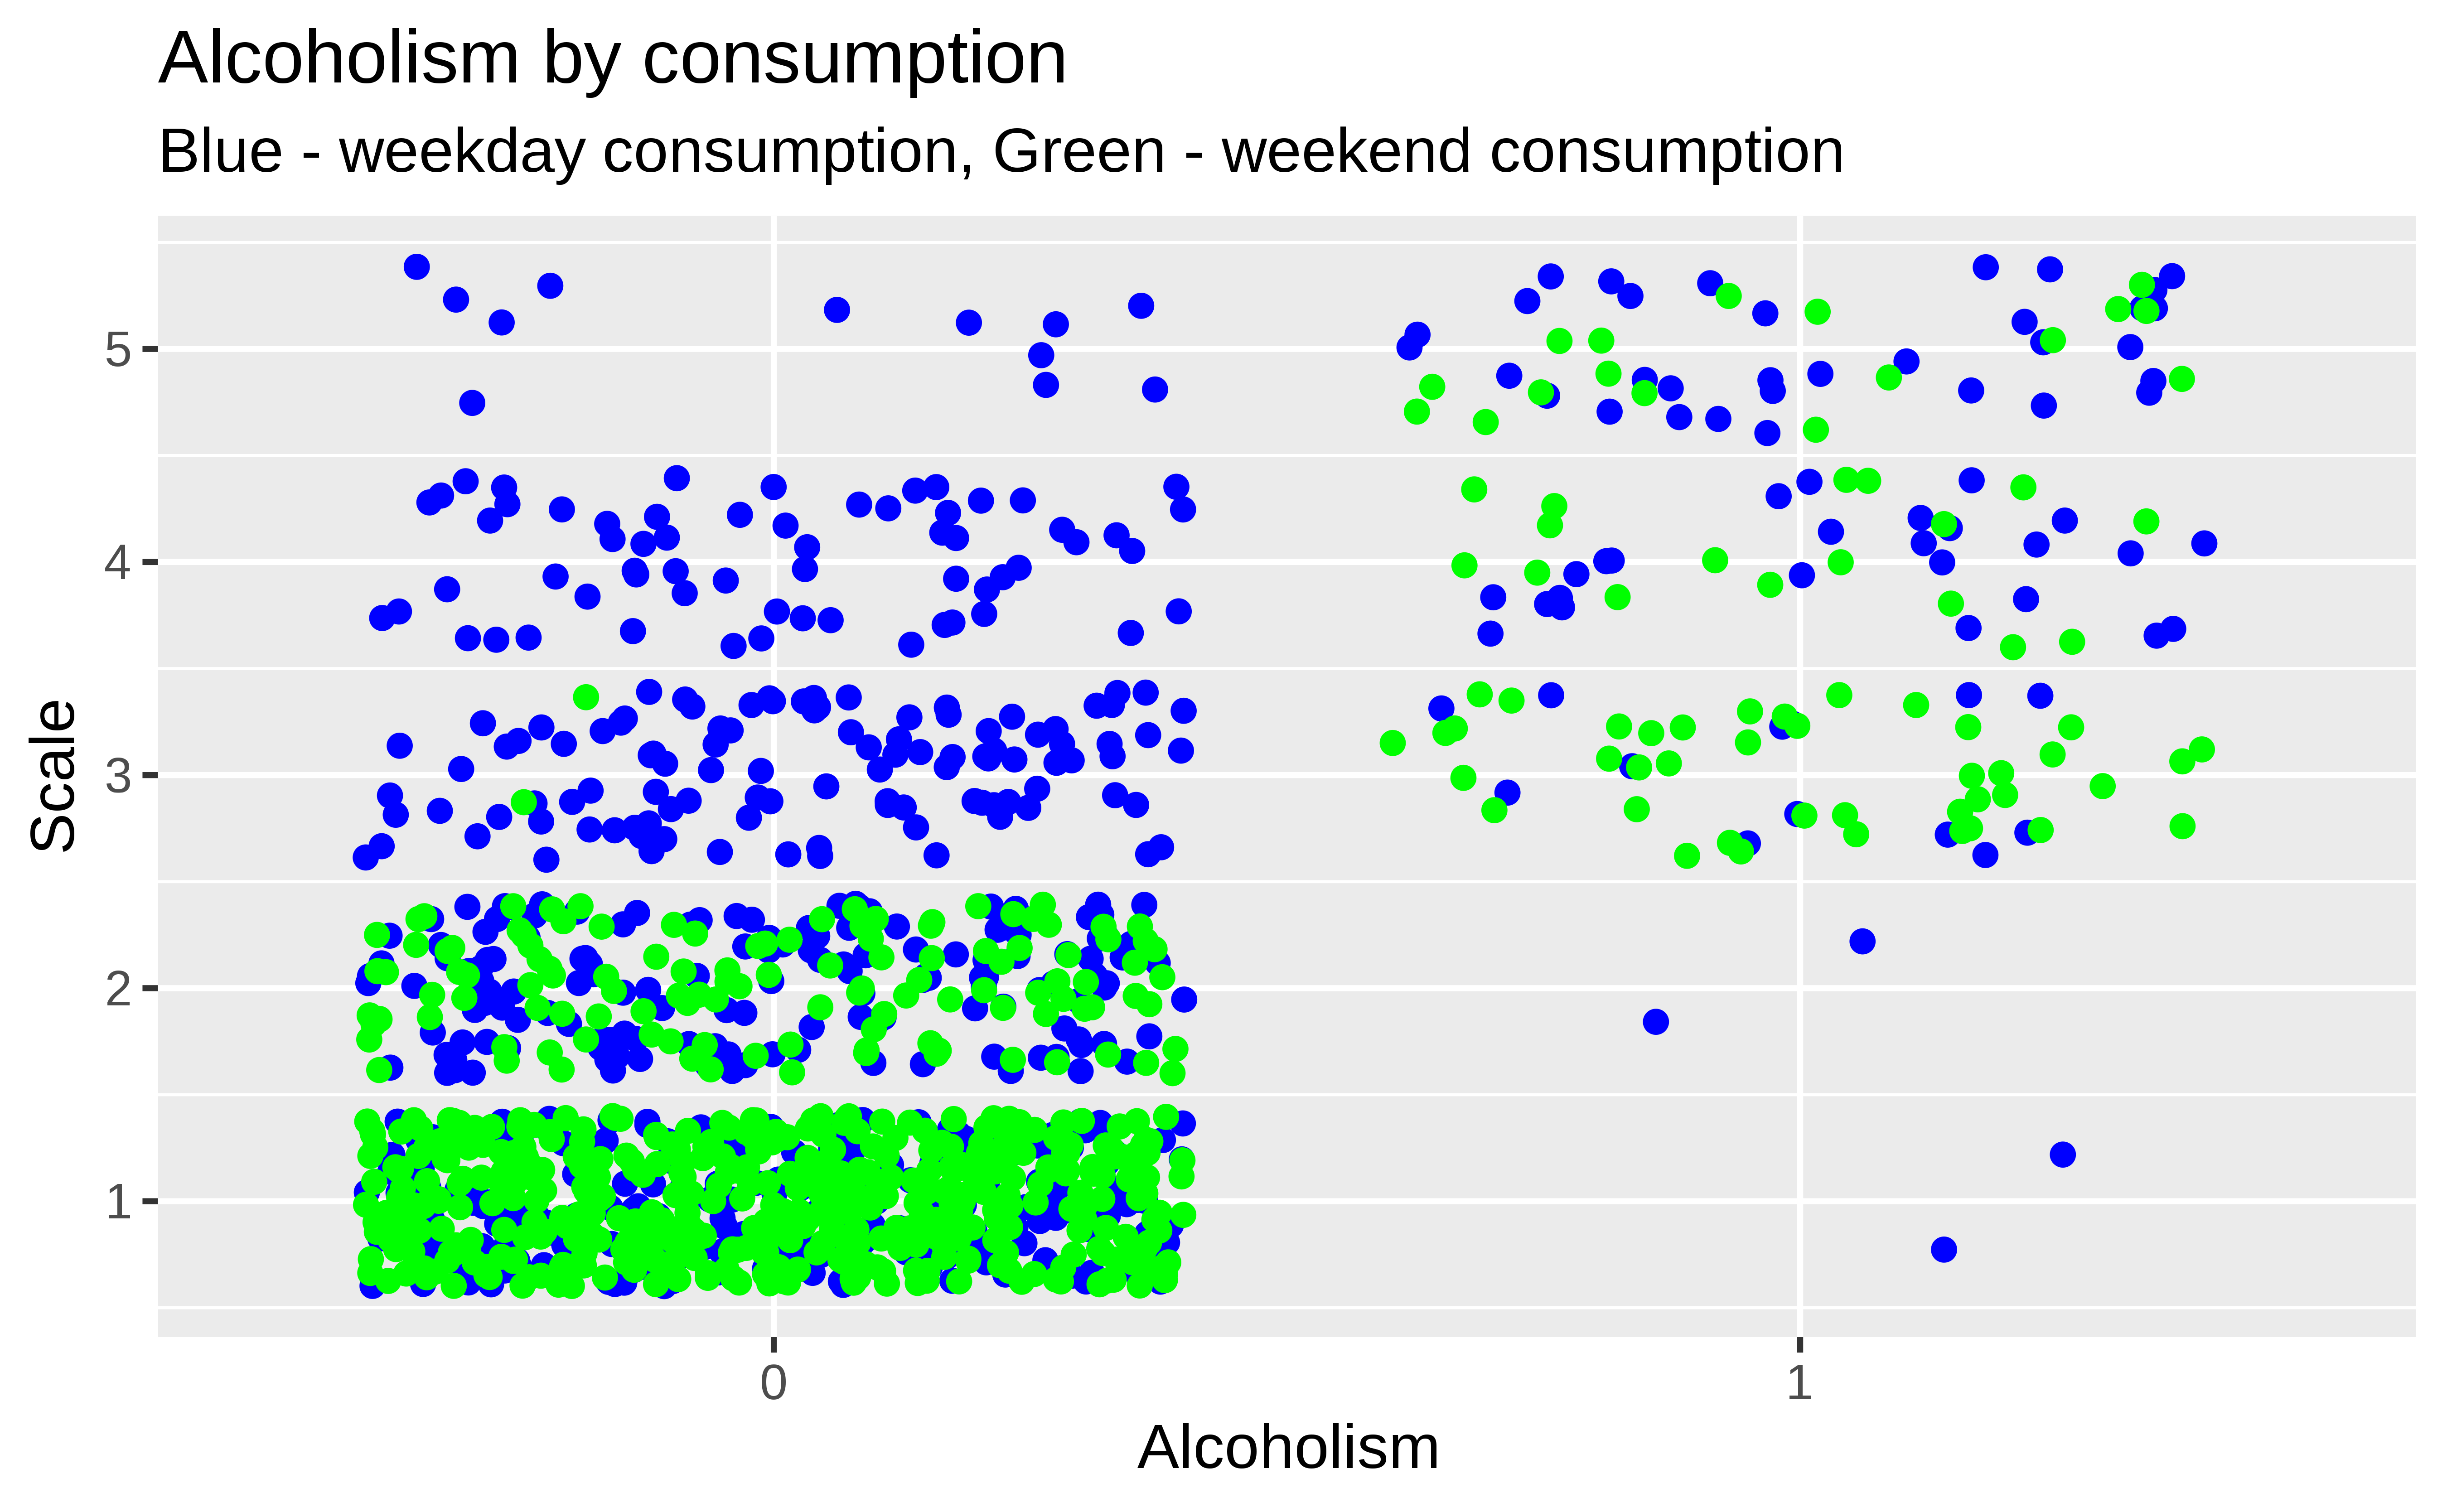 Alcoholism by consumption
Blue - weekday consumption, Green - weekend consumption
5
4
3
2
1
Scale
0 1
Alcoholism